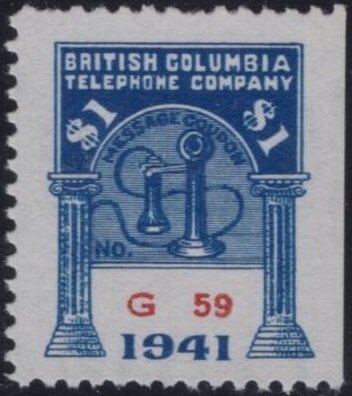 BRITISH COLUMBIA
TELEPHONE COMPANY
$1 $1
MESSAGE COUPON
NO.
G 59
1941